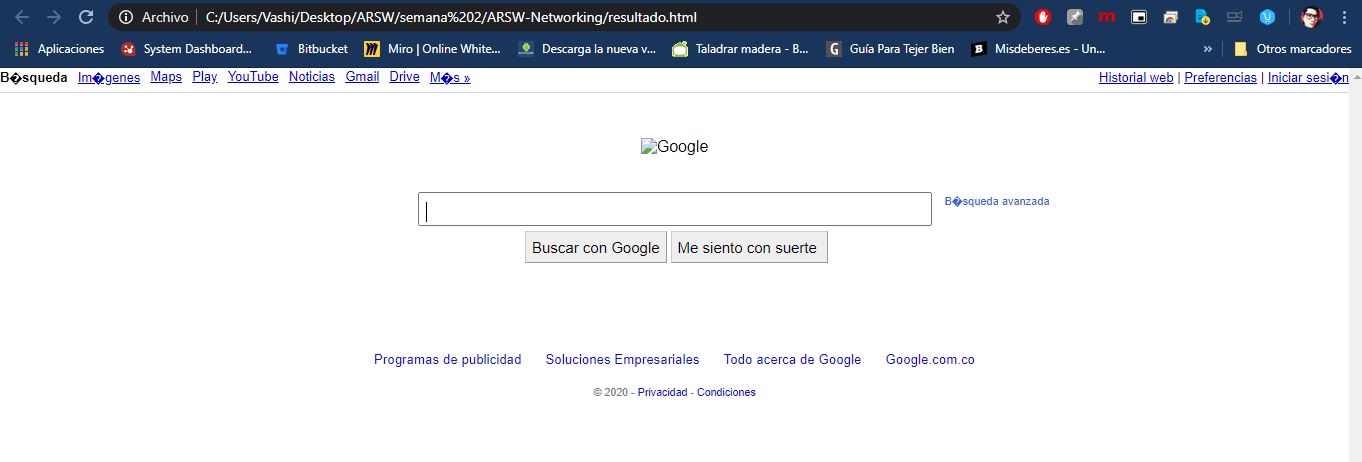 Archivo | C:/Users/Vashi/Desktop/ARSW/semana%202/ARSW-Networking/resultado.html
Aplicaciones System Dashboard... Bitbucket Miro | Online White... Descarga la nueva v... Taladrar madera - B... Guía Para Tejer Bien Misdeberes.es - Un... » Otros marcadores
B�squeda Im�genes Maps Play YouTube Noticias Gmail Drive M�s » Historial web | Preferencias | Iniciar sesi�n
Google
B�squeda avanzada
Buscar con Google Me siento con suerte
Programas de publicidad Soluciones Empresariales Todo acerca de Google Google.com.co
© 2020 - Privacidad - Condiciones